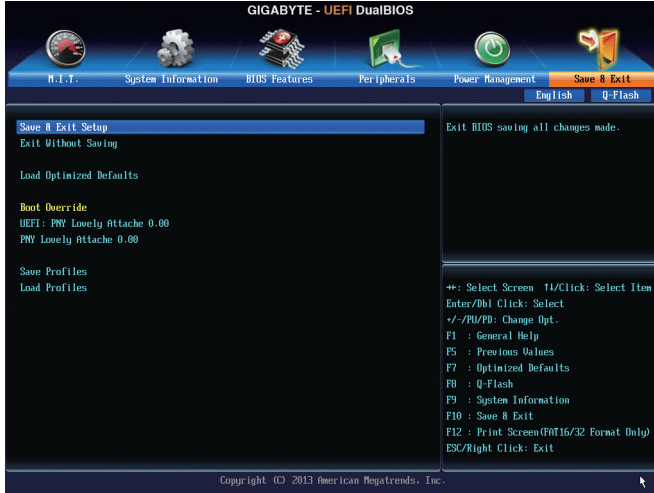 GIGABYTE - UEFI DualBIOS
M.I.T.
System Information
BIOS Features
Peripherals
Power Management
Save & Exit
English
Q-Flash
Save & Exit Setup
Exit Without Saving
Load Optimized Defaults
Boot Override
UEFI: PNY Lovely Attache 0.00
PNY Lovely Attache 0.00
Save Profiles
Load Profiles
Exit BIOS saving all changes made.
→←: Select Screen ↑↓/Click: Select Item
Enter/Dbl Click: Select
+/-/PU/PD: Change Opt.
F1 : General Help
F5 : Previous Values
F7 : Optimized Defaults
F8 : Q-Flash
F9 : System Information
F10 : Save & Exit
F12 : Print Screen(FAT16/32 Format Only)
ESC/Right Click: Exit
Copyright (C) 2013 American Megatrends, Inc.